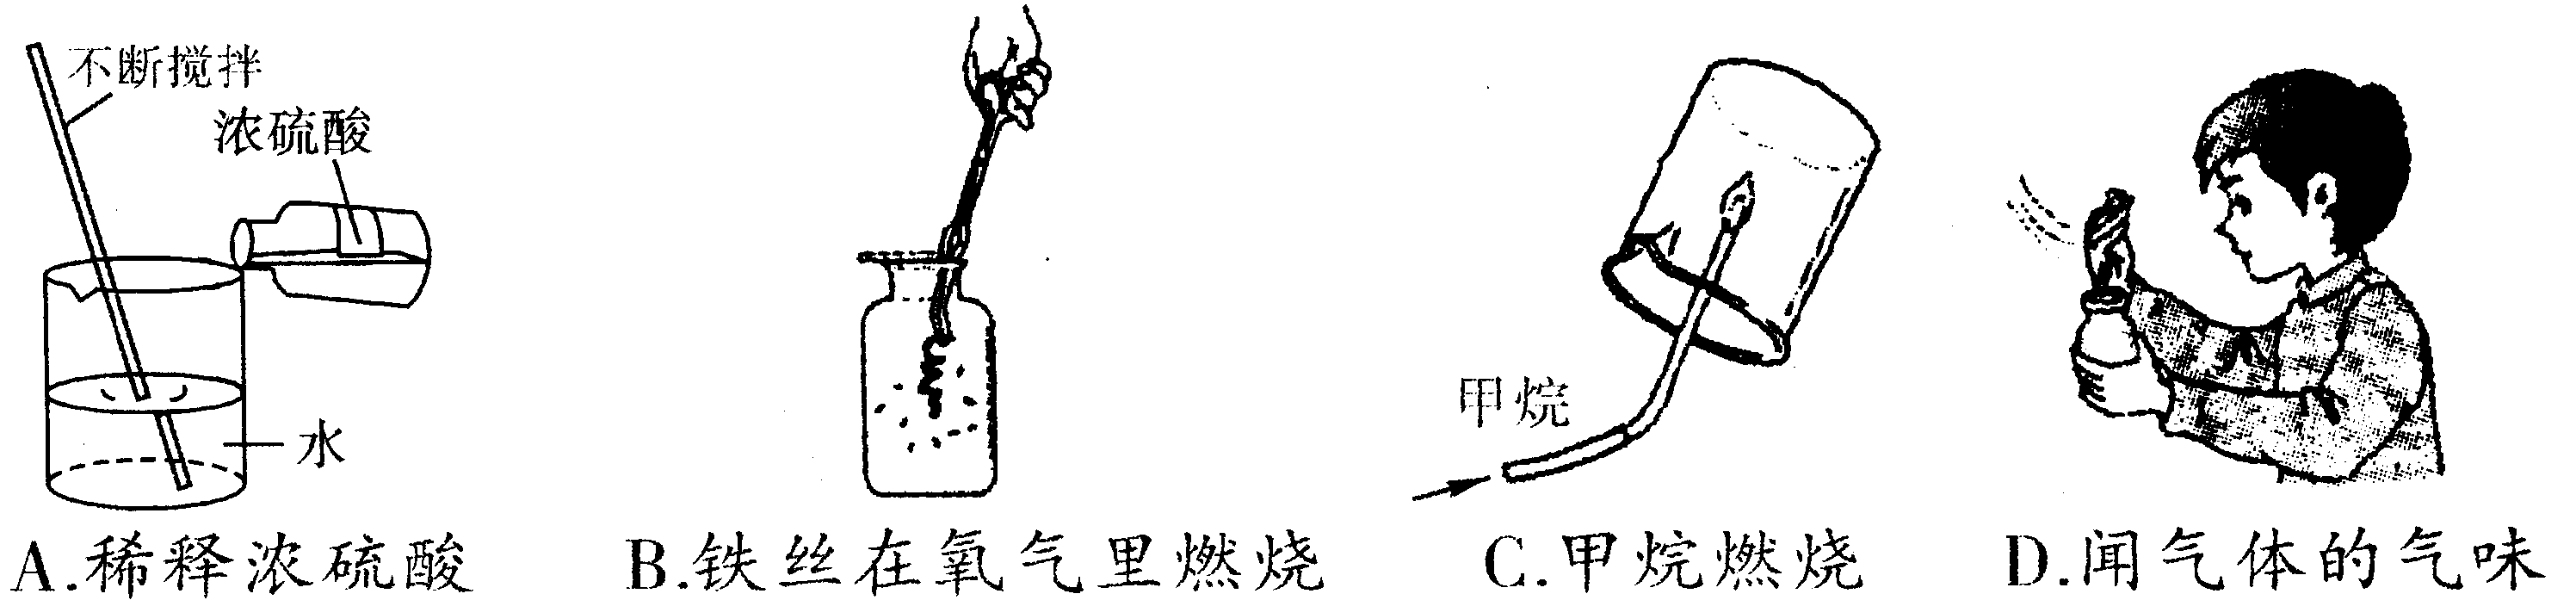 不断搅拌
浓硫酸
水
甲烷
A.稀释浓硫酸
B.铁丝在氧气里燃烧
C.甲烷燃烧
D.闻气体的气味